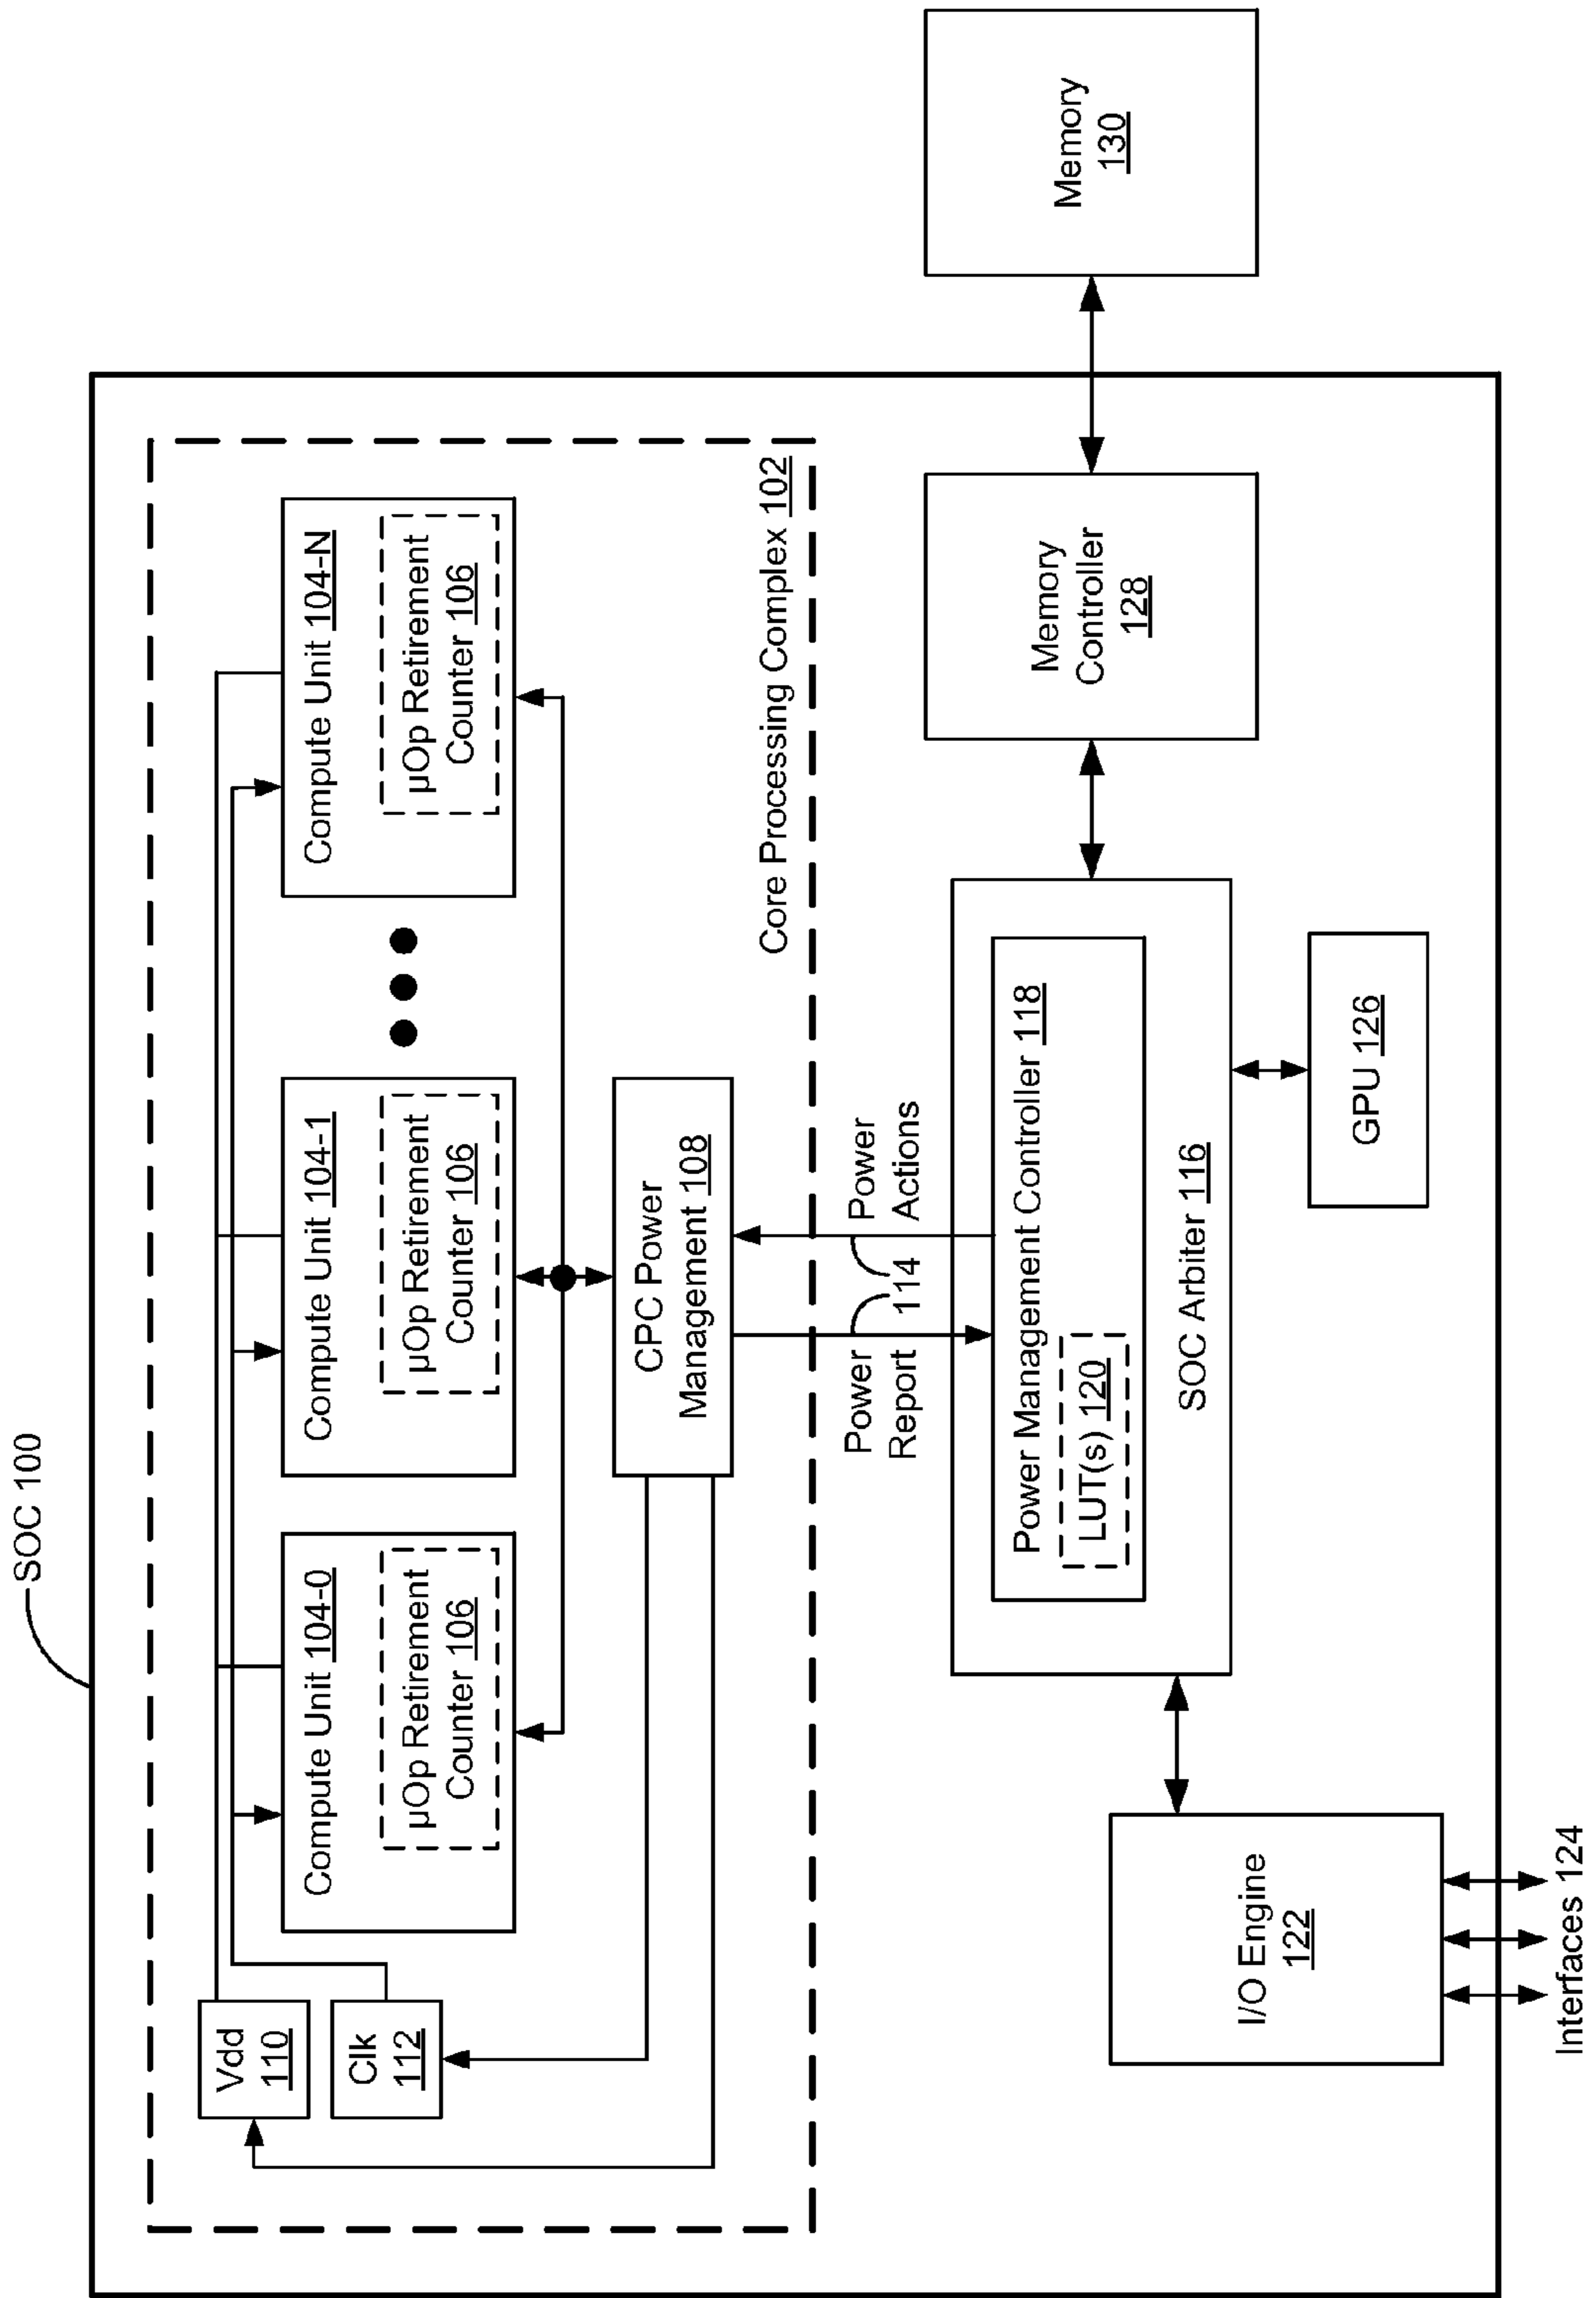 SOC 100
Vdd
110
Clk
112
Compute Unit 104-0
µOp Retirement
Counter 106
Compute Unit 104-1
µOp Retirement
Counter 106
Compute Unit 104-N
µOp Retirement
Counter 106
CPC Power
Management 108
Core Processing Complex 102
Power
Report
114
Power
Actions
Power Management Controller 118
LUT(s) 120
SOC Arbiter 116
I/O Engine
122
Interfaces 124
GPU 126
Memory
Controller
128
Memory
130